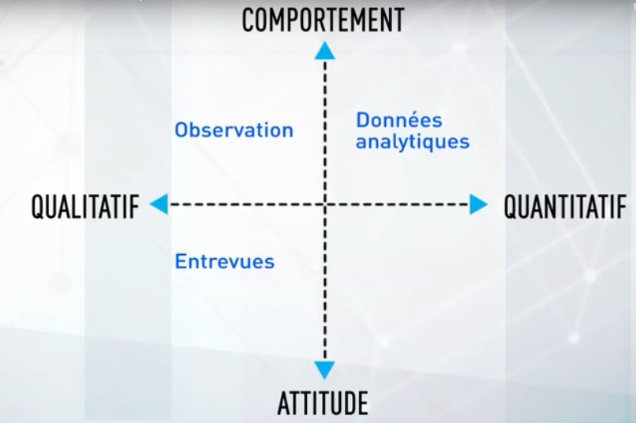 COMPORTEMENT
Observation
Données
analytiques
QUALITATIF
QUANTITATIF
Entrevues
ATTITUDE